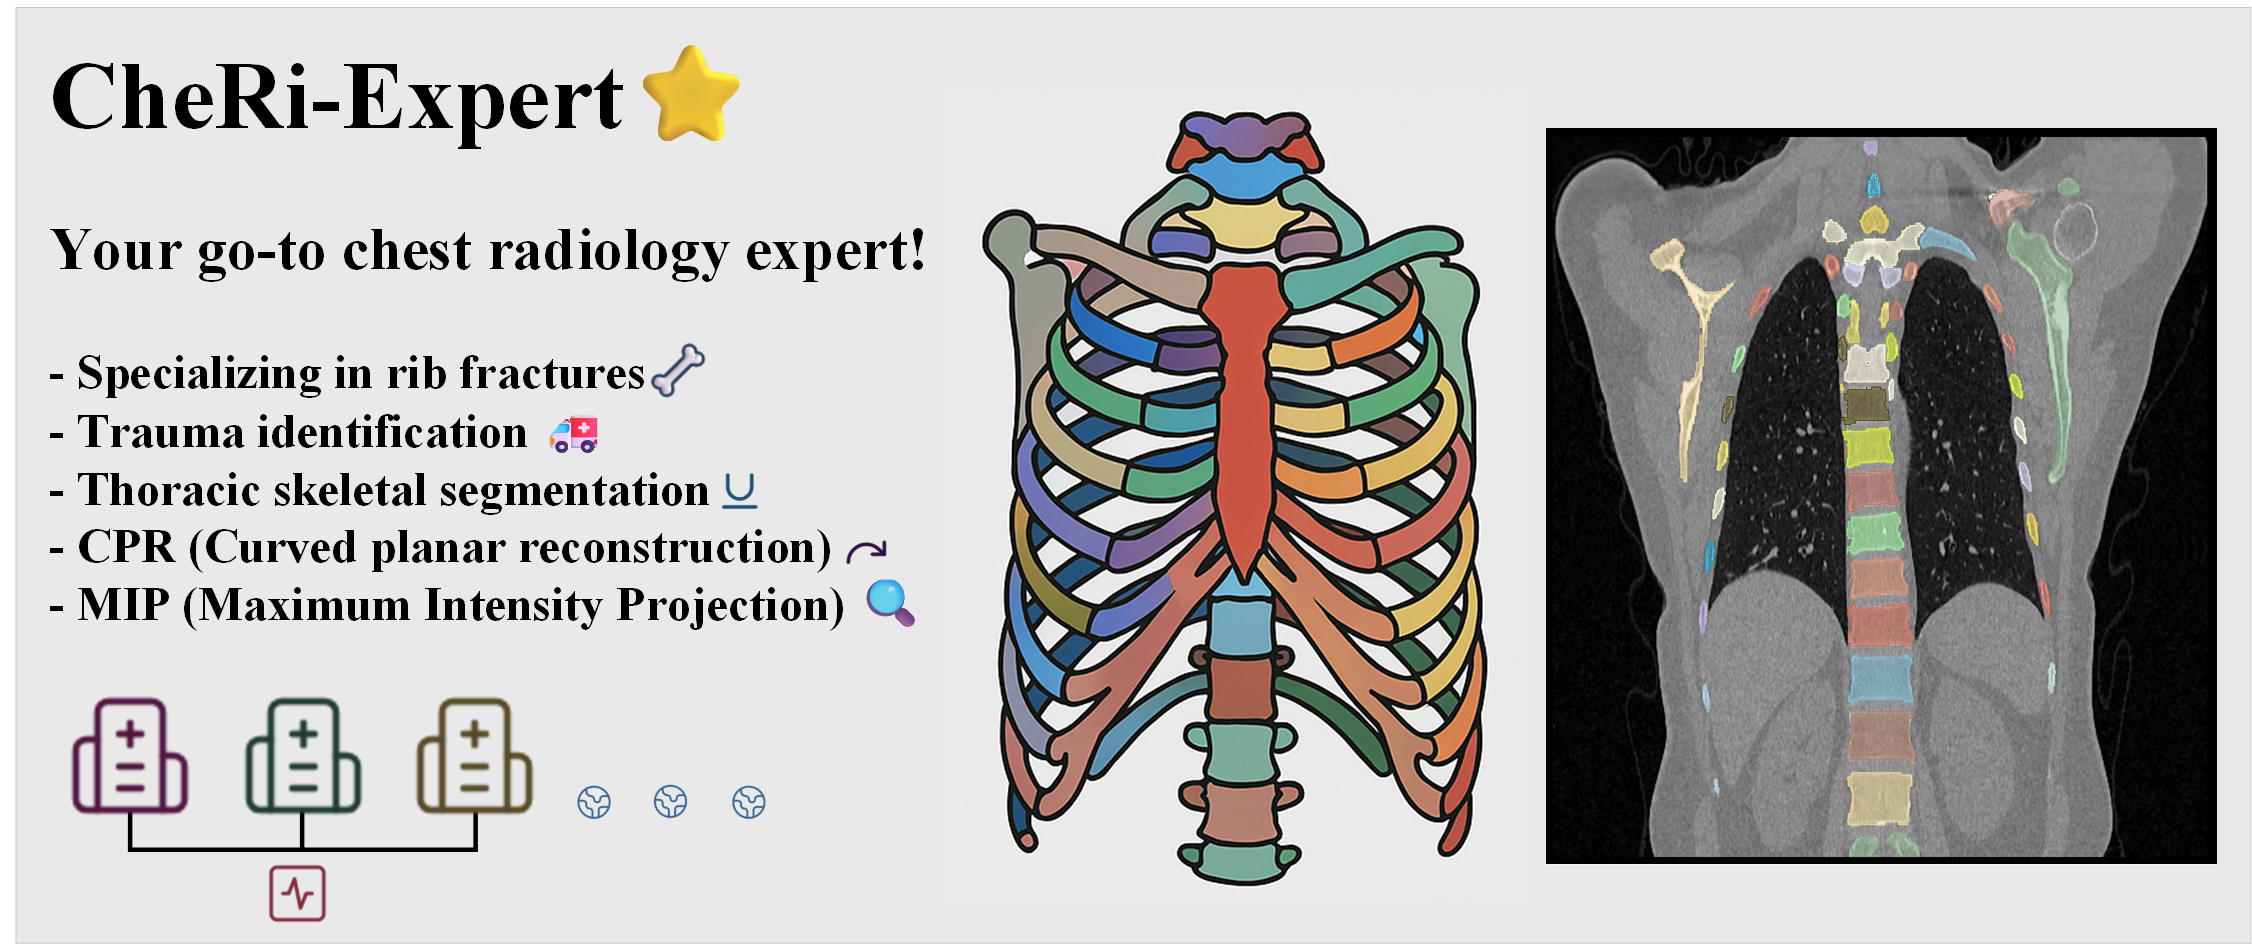 CheRi-Expert
Your go-to chest radiology expert!
- Specializing in rib fractures
- Trauma identification
- Thoracic skeletal segmentation
- CPR (Curved planar reconstruction)
- MIP (Maximum Intensity Projection)